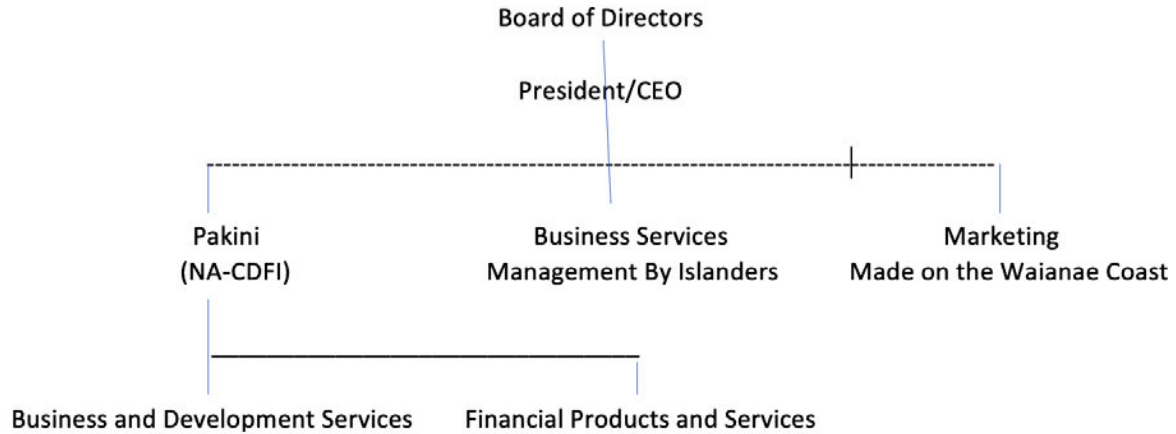 Board of Directors
President/CEO
Pakini
(NA-CDFI)
Business Services
Management By Islanders
Marketing
Made on the Waianae Coast
Business and Development Services
Financial Products and Services